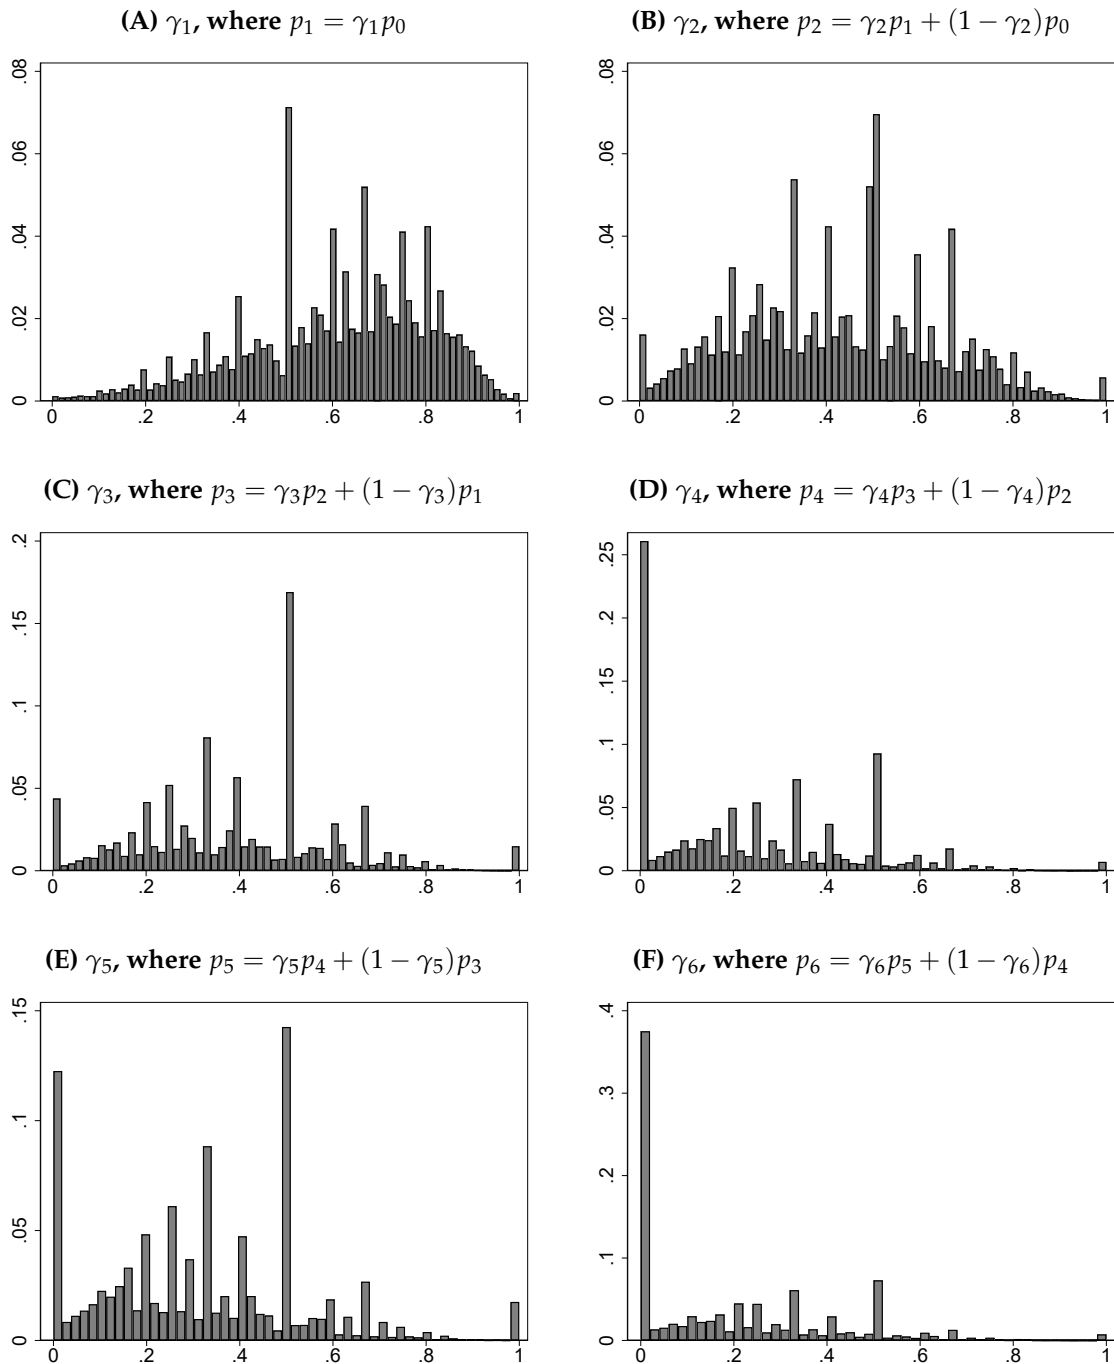 (A) γ₁, where p₁ = γ₁p₀
(B) γ₂, where p₂ = γ₂p₁ + (1 − γ₂)p₀
.08
.06
.04
.02
0
0 .2 .4 .6 .8 1
.08
.06
.04
.02
0
0 .2 .4 .6 .8 1
(C) γ₃, where p₃ = γ₃p₂ + (1 − γ₃)p₁
(D) γ₄, where p₄ = γ₄p₃ + (1 − γ₄)p₂
.2
.15
.1
.05
0
0 .2 .4 .6 .8 1
.25
.2
.15
.1
.05
0
0 .2 .4 .6 .8 1
(E) γ₅, where p₅ = γ₅p₄ + (1 − γ₅)p₃
(F) γ₆, where p₆ = γ₆p₅ + (1 − γ₆)p₄
.15
.1
.05
0
0 .2 .4 .6 .8 1
.4
.3
.2
.1
0
0 .2 .4 .6 .8 1